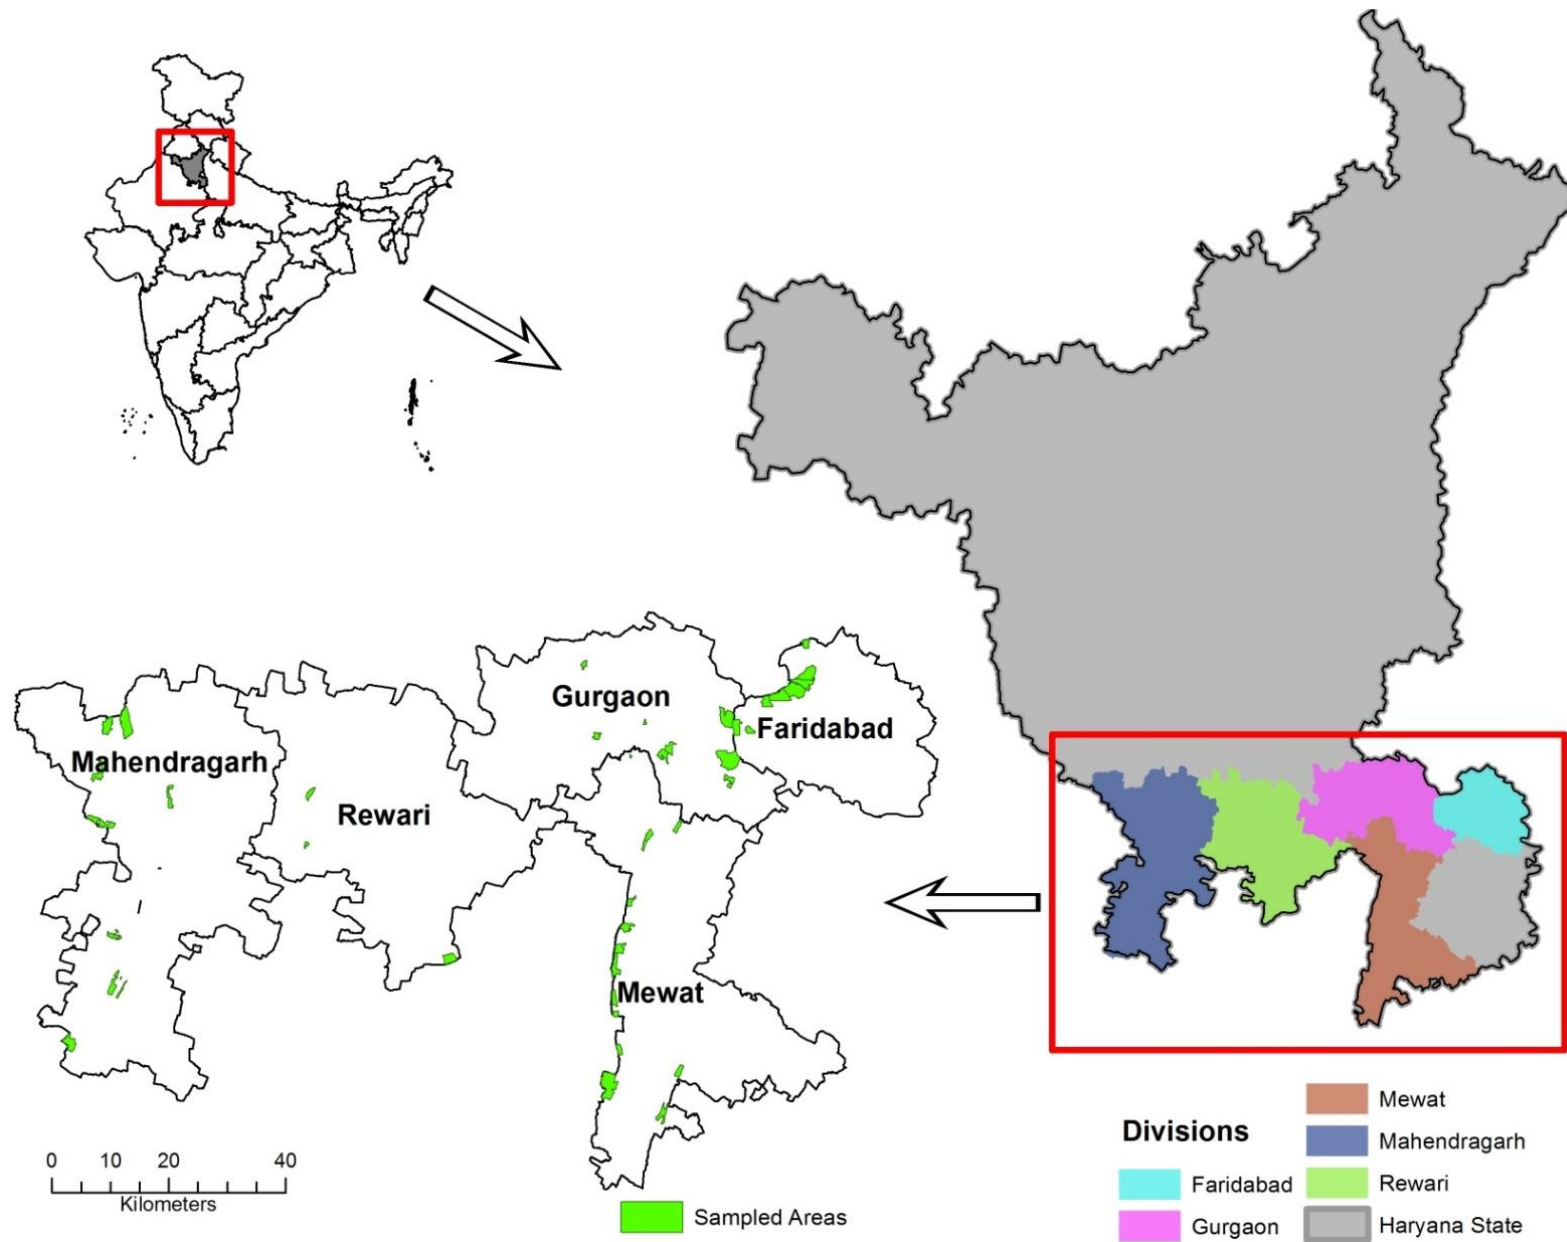 Gurgaon
Faridabad
Mahendragarh
Rewari
Mewat
0 10 20 40
Kilometers
Sampled Areas
Divisions
Faridabad
Gurgaon
Mewat
Mahendragarh
Rewari
Haryana State